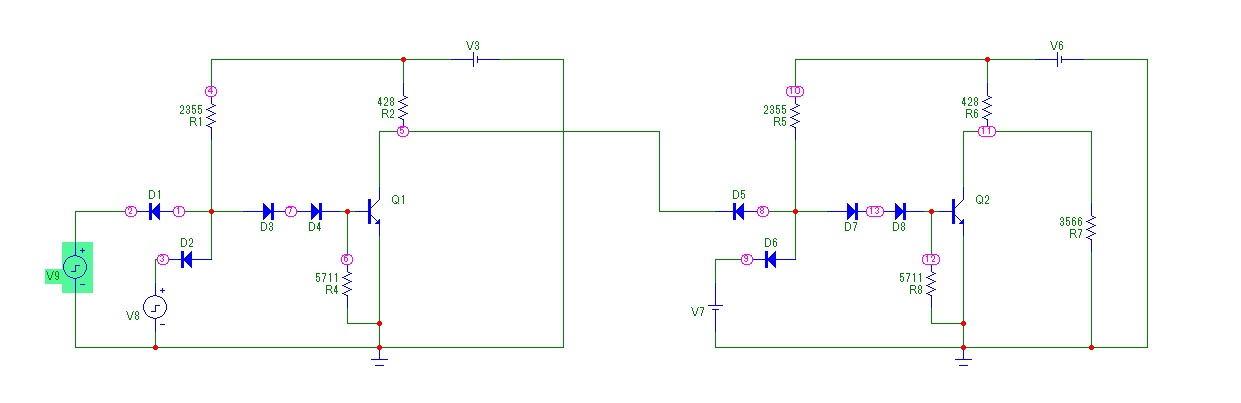 V3
V6
4
2355
R1
428
R2
5
10
2355
R5
428
R6
11
D1
2
1
D3
7
D4
Q1
D2
3
6
5711
R4
+
V9
-
+
V8
-
D5
8
D7
13
D8
Q2
D6
9
12
5711
R8
3566
R7
V7